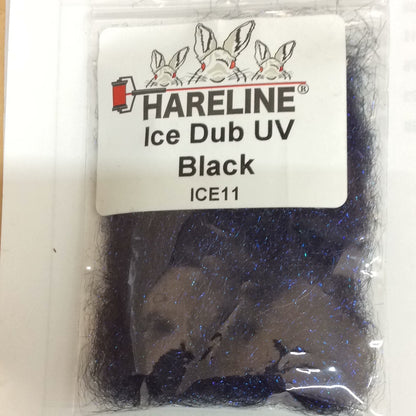 HARELINE®
Ice Dub UV
Black
ICE11